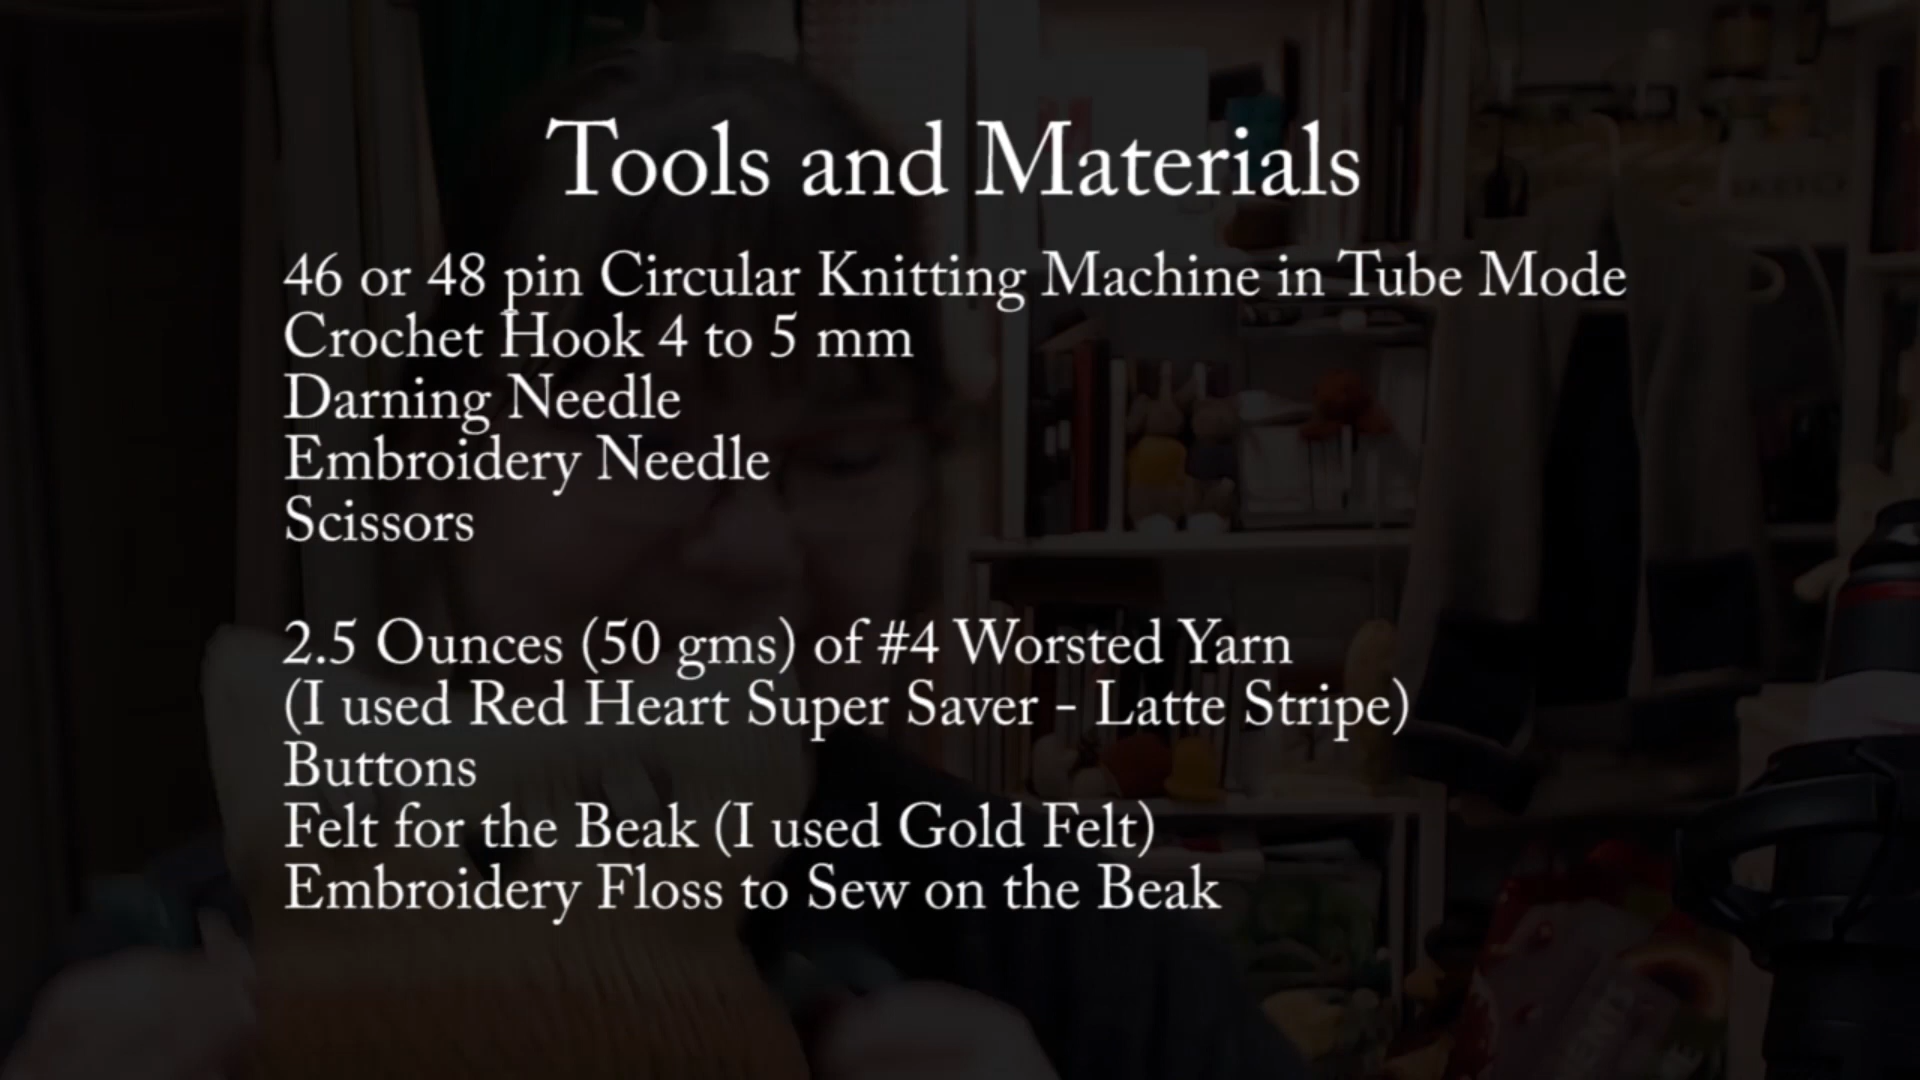 Tools and Materials
46 or 48 pin Circular Knitting Machine in Tube Mode
Crochet Hook 4 to 5 mm
Darning Needle
Embroidery Needle
Scissors
2.5 Ounces (50 gms) of #4 Worsted Yarn
(I used Red Heart Super Saver - Latte Stripe)
Buttons
Felt for the Beak (I used Gold Felt)
Embroidery Floss to Sew on the Beak